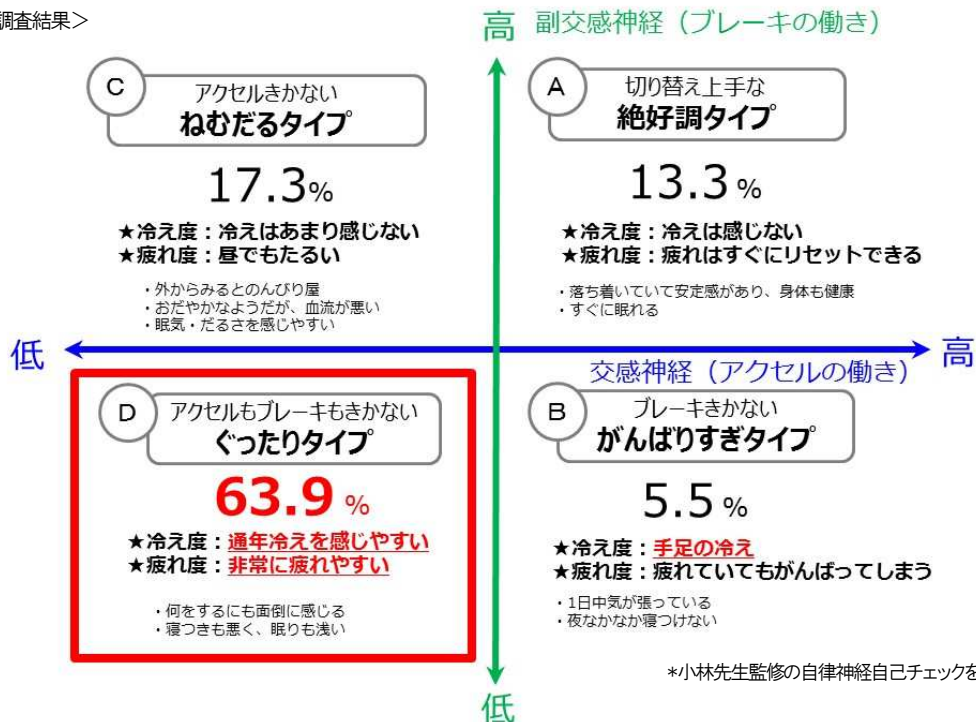 調査結果＞
高 副交感神経（ブレーキの働き）
C
アクセルきかない
ねむだるタイプ
17.3%
★冷え度：冷えはあまり感じない
★疲れ度：昼でもたるい
・外からみるとのんびり屋
・おだやかなようだが、血流が悪い
・眠気・だるさを感じやすい
A
切り替え上手な
絶好調タイプ
13.3 %
★冷え度：冷えは感じない
★疲れ度：疲れはすぐにリセットできる
・落ち着いていて安定感があり、身体も健康
・すぐに眠れる
低
高
交感神経（アクセルの働き）
D
アクセルもブレーキもきかない
ぐったりタイプ
63.9 %
★冷え度：通年冷えを感じやすい
★疲れ度：非常に疲れやすい
・何をするにも面倒に感じる
・寝つきも悪く、眠りも浅い
B
ブレーキきかない
がんばりすぎタイプ
5.5 %
★冷え度：手足の冷え
★疲れ度：疲れていてもがんばってしまう
・1日中気が張っている
・夜なかなか寝つけない
*小林先生監修の自律神経自己チェックを
低